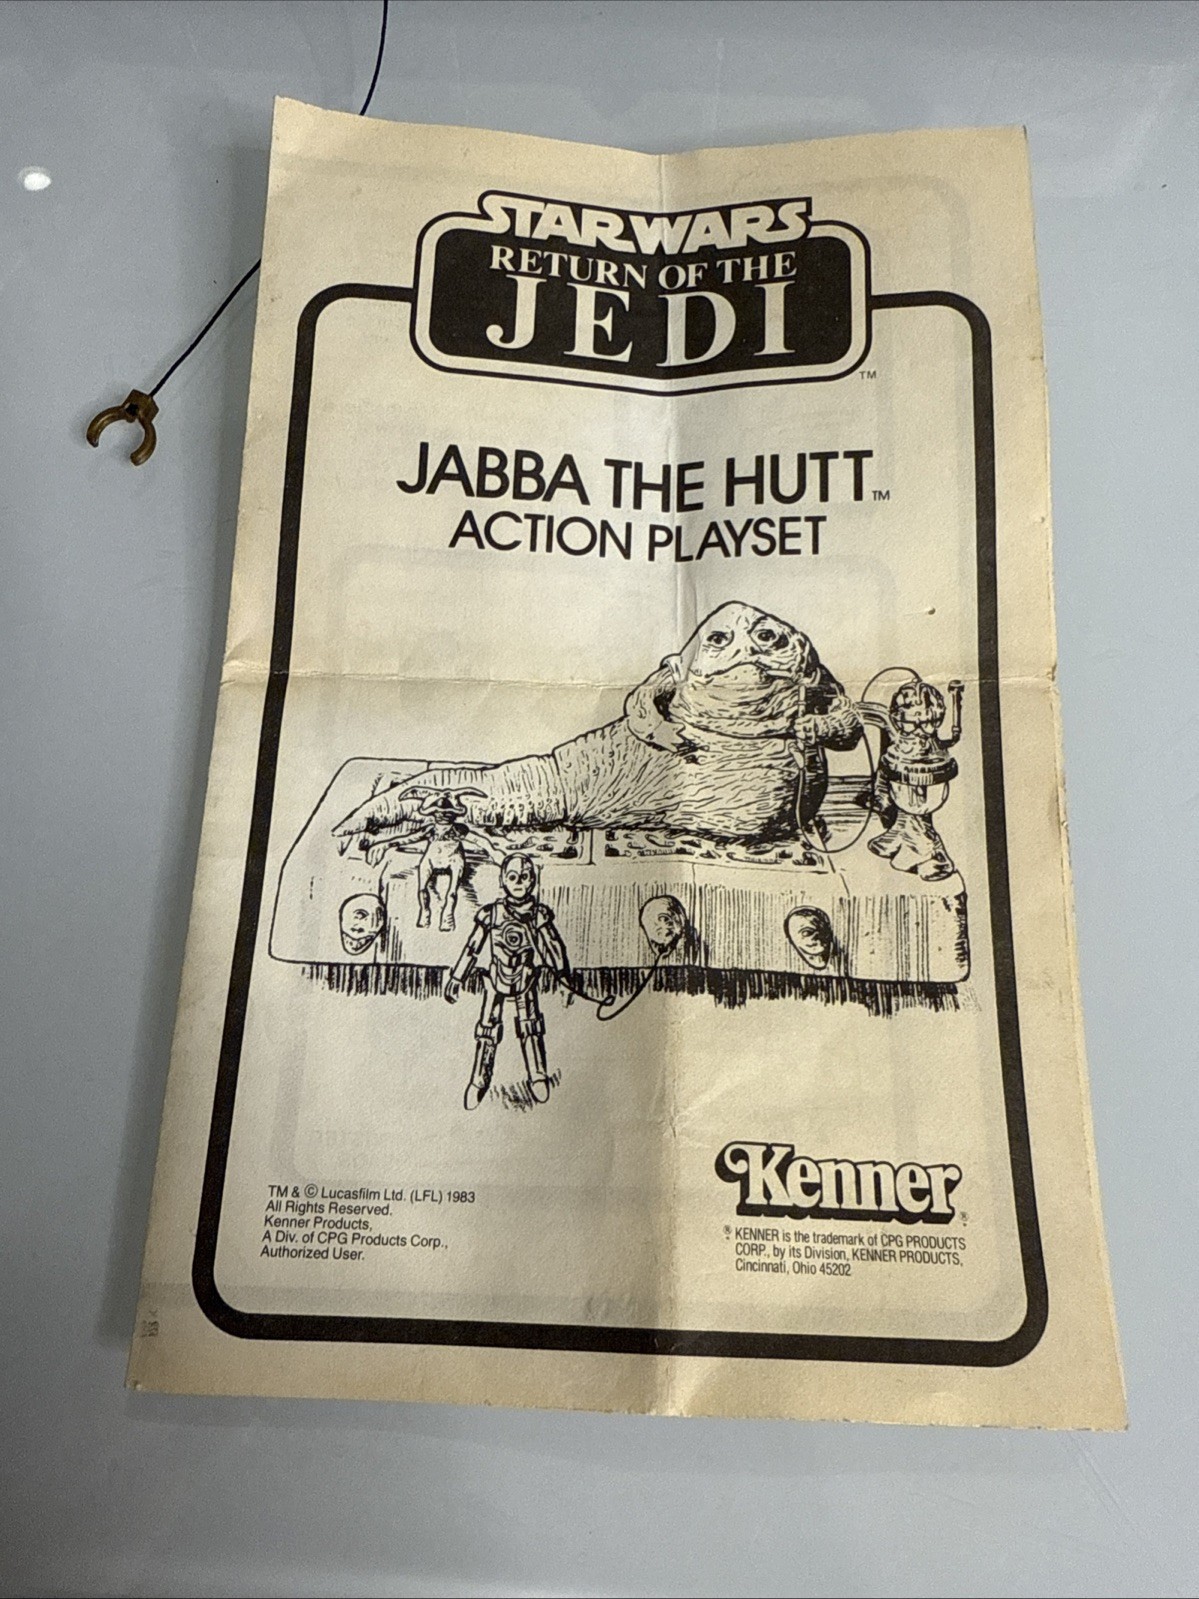 STAR WARS
RETURN OF THE
JEDI
TM
JABBA THE HUTT TM
ACTION PLAYSET
TM & © Lucasfilm Ltd. (LFL) 1983
All Rights Reserved.
Kenner Products,
A Div. of CPG Products Corp.,
Authorized User.
Kenner ®
® KENNER is the trademark of CPG PRODUCTS
CORP., by its Division, KENNER PRODUCTS,
Cincinnati, Ohio 45202